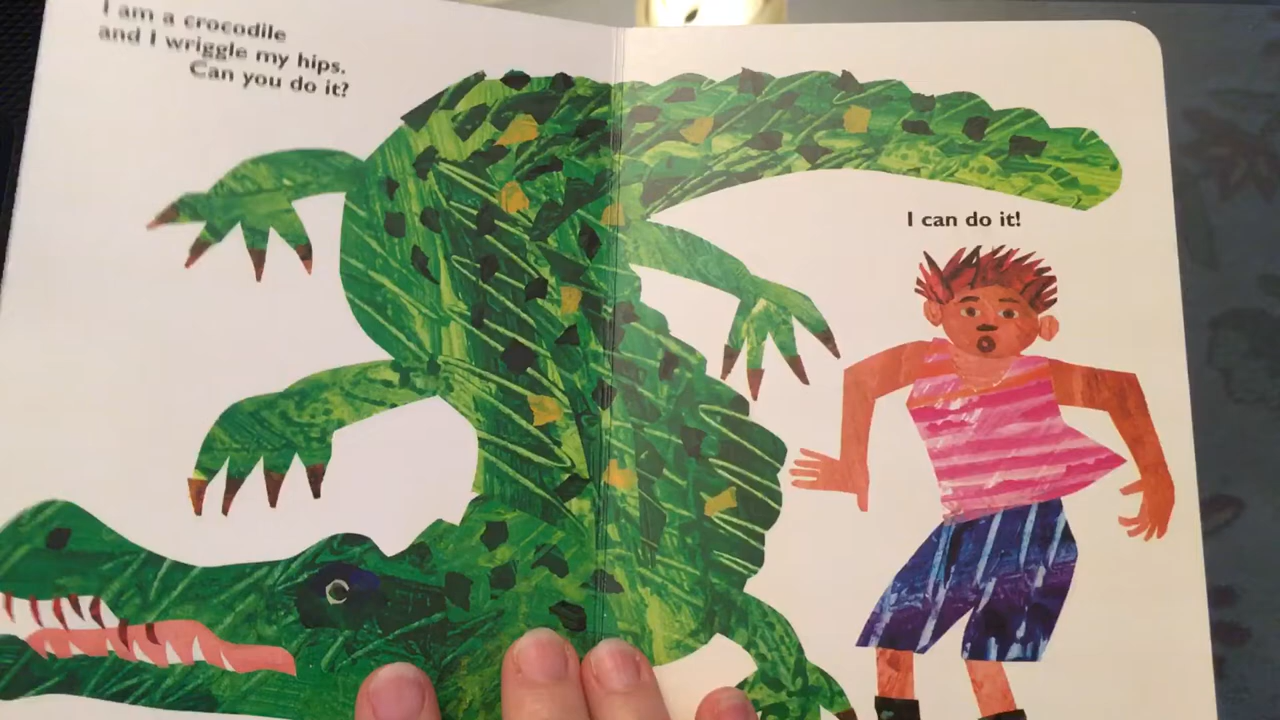 I am a crocodile
and I wriggle my hips.
Can you do it?
I can do it!